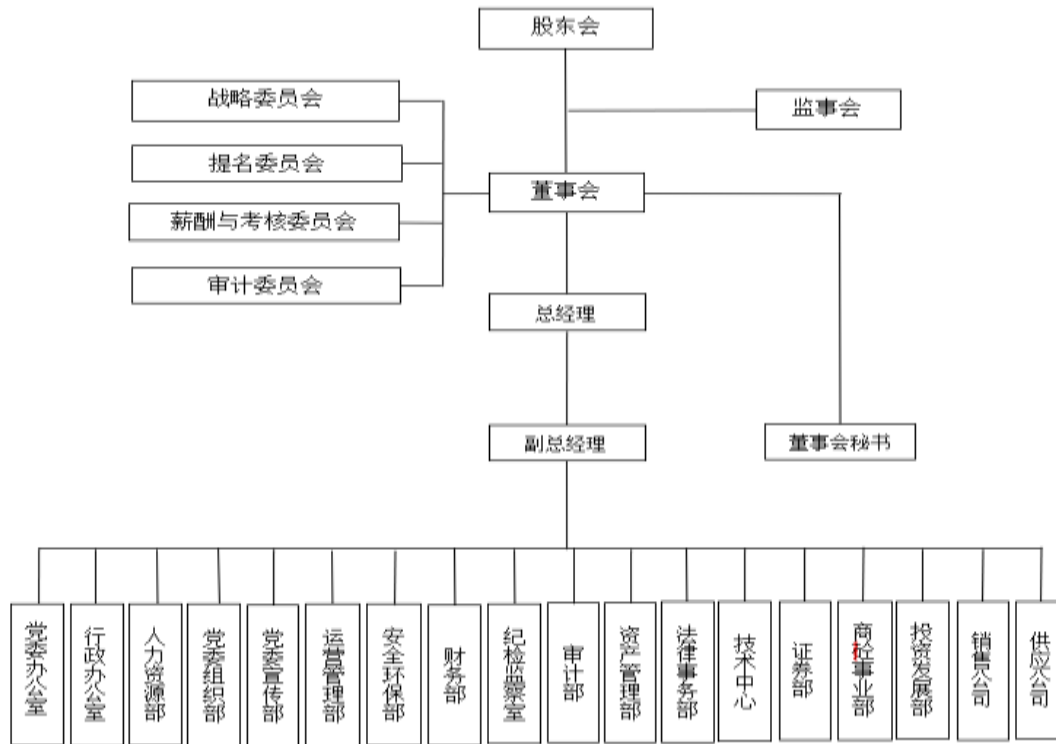 股东会
战略委员会
监事会
提名委员会
董事会
薪酬与考核委员会
审计委员会
总经理
副总经理
董事会秘书
党委办公室
行政办公室
人力资源部
党委组织部
党委宣传部
运营管理部
安全环保部
财务部
纪检监察室
审计部
资产管理部
法律事务部
技术中心
证券部
商砼事业部
投资发展部
销售公司
供应公司